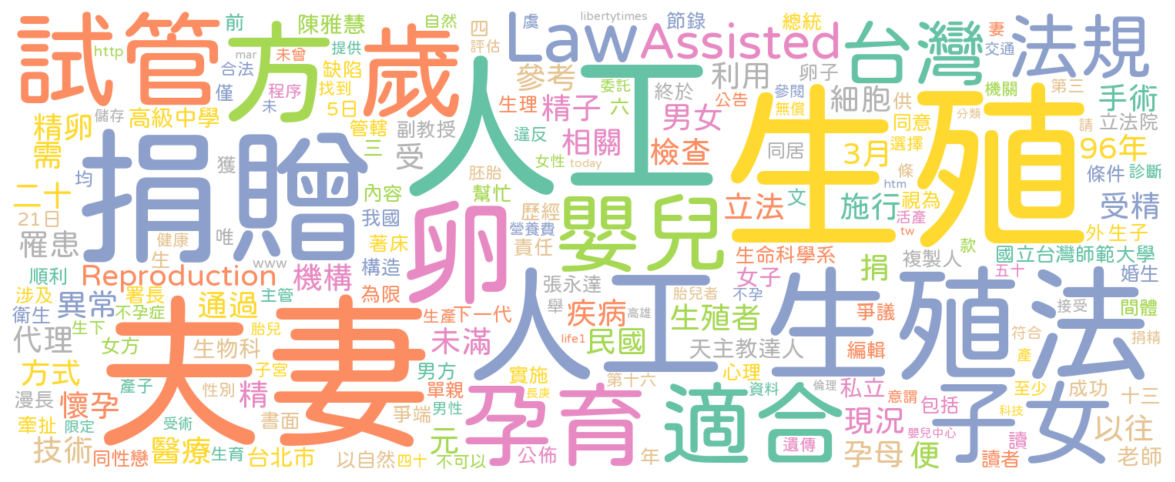 試管 方 歲 人工 Law Assisted 台灣 法規
http 前 陳雅慧 自然 四 虞 libertytimes 節錄 總統 妻 交通
mar 未曾 提供 評估 參考 利用 卵子 機關 第三 手術
合法 缺陷 找到 僅 程序 未 5日 生理 精子 六 委託 終於 公告 參閱 無償 細胞 供 同意 分類 請 立法院
儲存 精卵 高級中學 管轄 副教授 違反 相關 男女 檢查 同居 3月 選擇 96年
需 捐贈 三 受 女性 胚胎 today 生殖 條 條件 診斷
二十 均 獲 內容 幫忙 卵 嬰兒 立法 文 施行 視為 htm 受精
21日 唯 我國 歷經 營養費 責任 活產 tw 外生子
罹患 健康 著床 生命科學系 款 國立台灣師範大學
順利 生 www 構造 女子 捐 複製人 五十 婚生
Reproduction 機構 張永達 人工生殖法
涉及 署長 異常 通過 主管 為限 舉 胎兒者 不孕 爭議 接受 間體
衛生 不孕症 夫妻 生產 下一代 疾病 高雄 生殖者 符合 捐精
代理 生下 女方 胎兒 未滿 life1 民國 天主教達人 編輯 產
生物科 子宮 男方 實施 第十六 心理 資料 倫理 私立 意謂 至少 成功
方式 產子 性別 精 單親 長庚 孕育 適合 包括 子女 十三
漫長 懷孕 限定 受術 書面 爭端 男性 元 現況 科技 以往
牽扯 嬰兒中心 讀
技術 同性戀 醫療 生育 台北市 以自然 四十 不可以 公佈 年 遺傳 孕母 便 讀者 老師